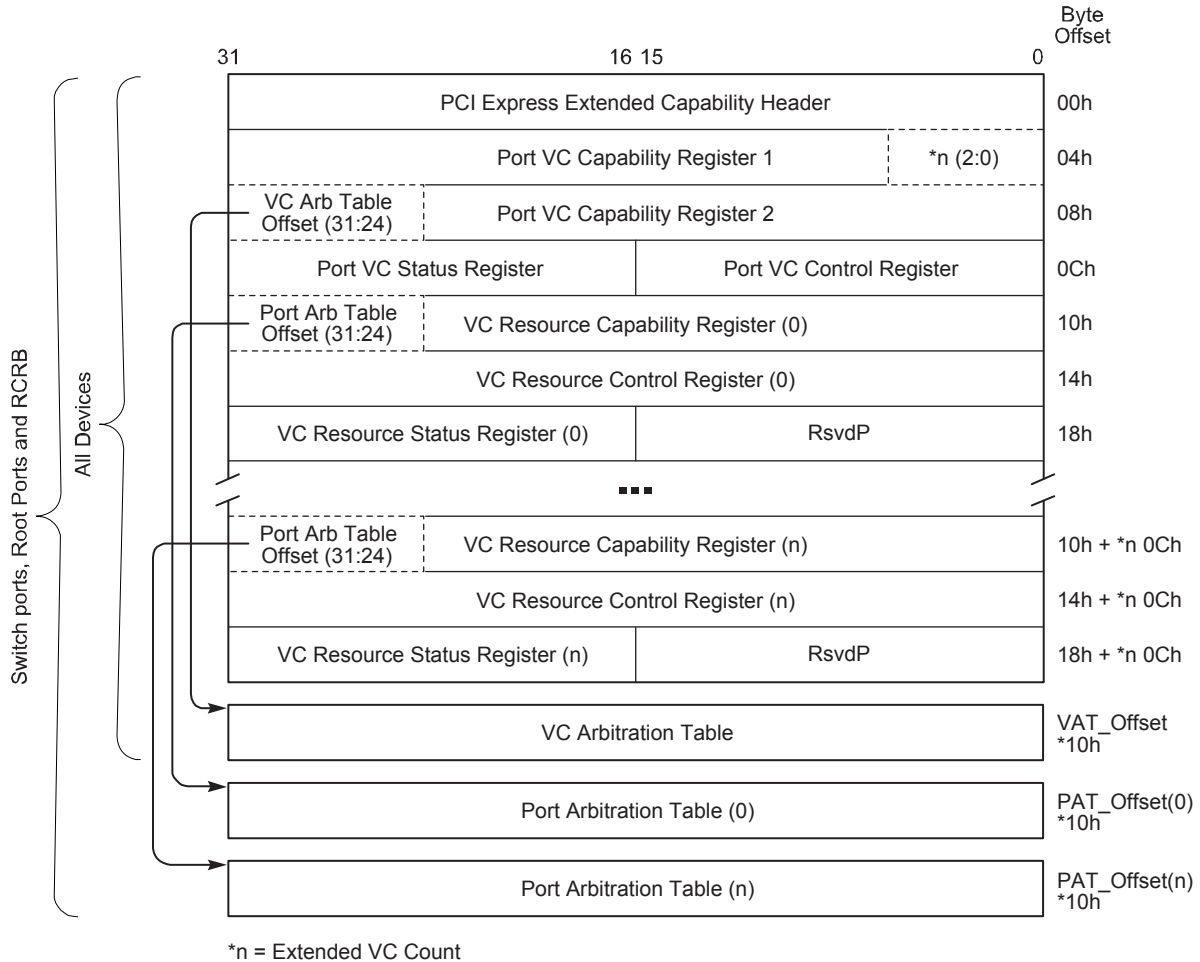 Byte
Offset
31 16 15 0
PCI Express Extended Capability Header 00h
Port VC Capability Register 1 *n (2:0) 04h
VC Arb Table
Offset (31:24) Port VC Capability Register 2 08h
Port VC Status Register Port VC Control Register 0Ch
Port Arb Table
Offset (31:24) VC Resource Capability Register (0) 10h
VC Resource Control Register (0) 14h
VC Resource Status Register (0) RsvdP 18h
Port Arb Table
Offset (31:24) VC Resource Capability Register (n) 10h + *n 0Ch
VC Resource Control Register (n) 14h + *n 0Ch
VC Resource Status Register (n) RsvdP 18h + *n 0Ch
VC Arbitration Table VAT_Offset
*10h
Port Arbitration Table (0) PAT_Offset(0)
*10h
Port Arbitration Table (n) PAT_Offset(n)
*10h
Switch ports, Root Ports and RCRB
All Devices
*n = Extended VC Count